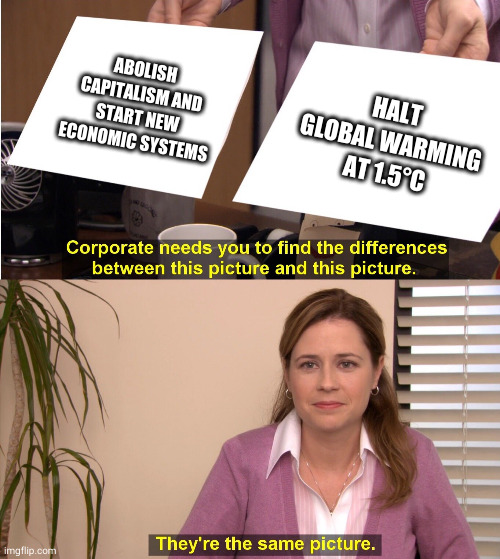 ABOLISH
CAPITALISM AND
START NEW
ECONOMIC SYSTEMS
HALT
GLOBAL WARMING
AT 1.5°C
Corporate needs you to find the differences
between this picture and this picture.
They're the same picture.
imgflip.com